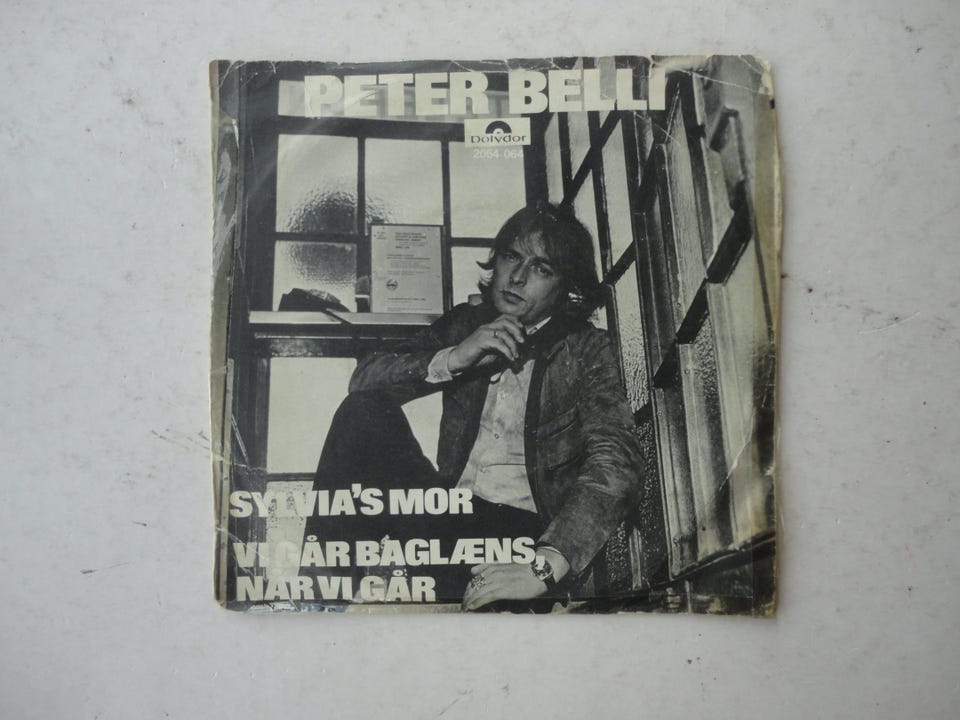 PETER BELLI
Polydor
2054 064
SYLVIA'S MOR
VI GÅR BAGLÆNS,
NÅR VI GÅR